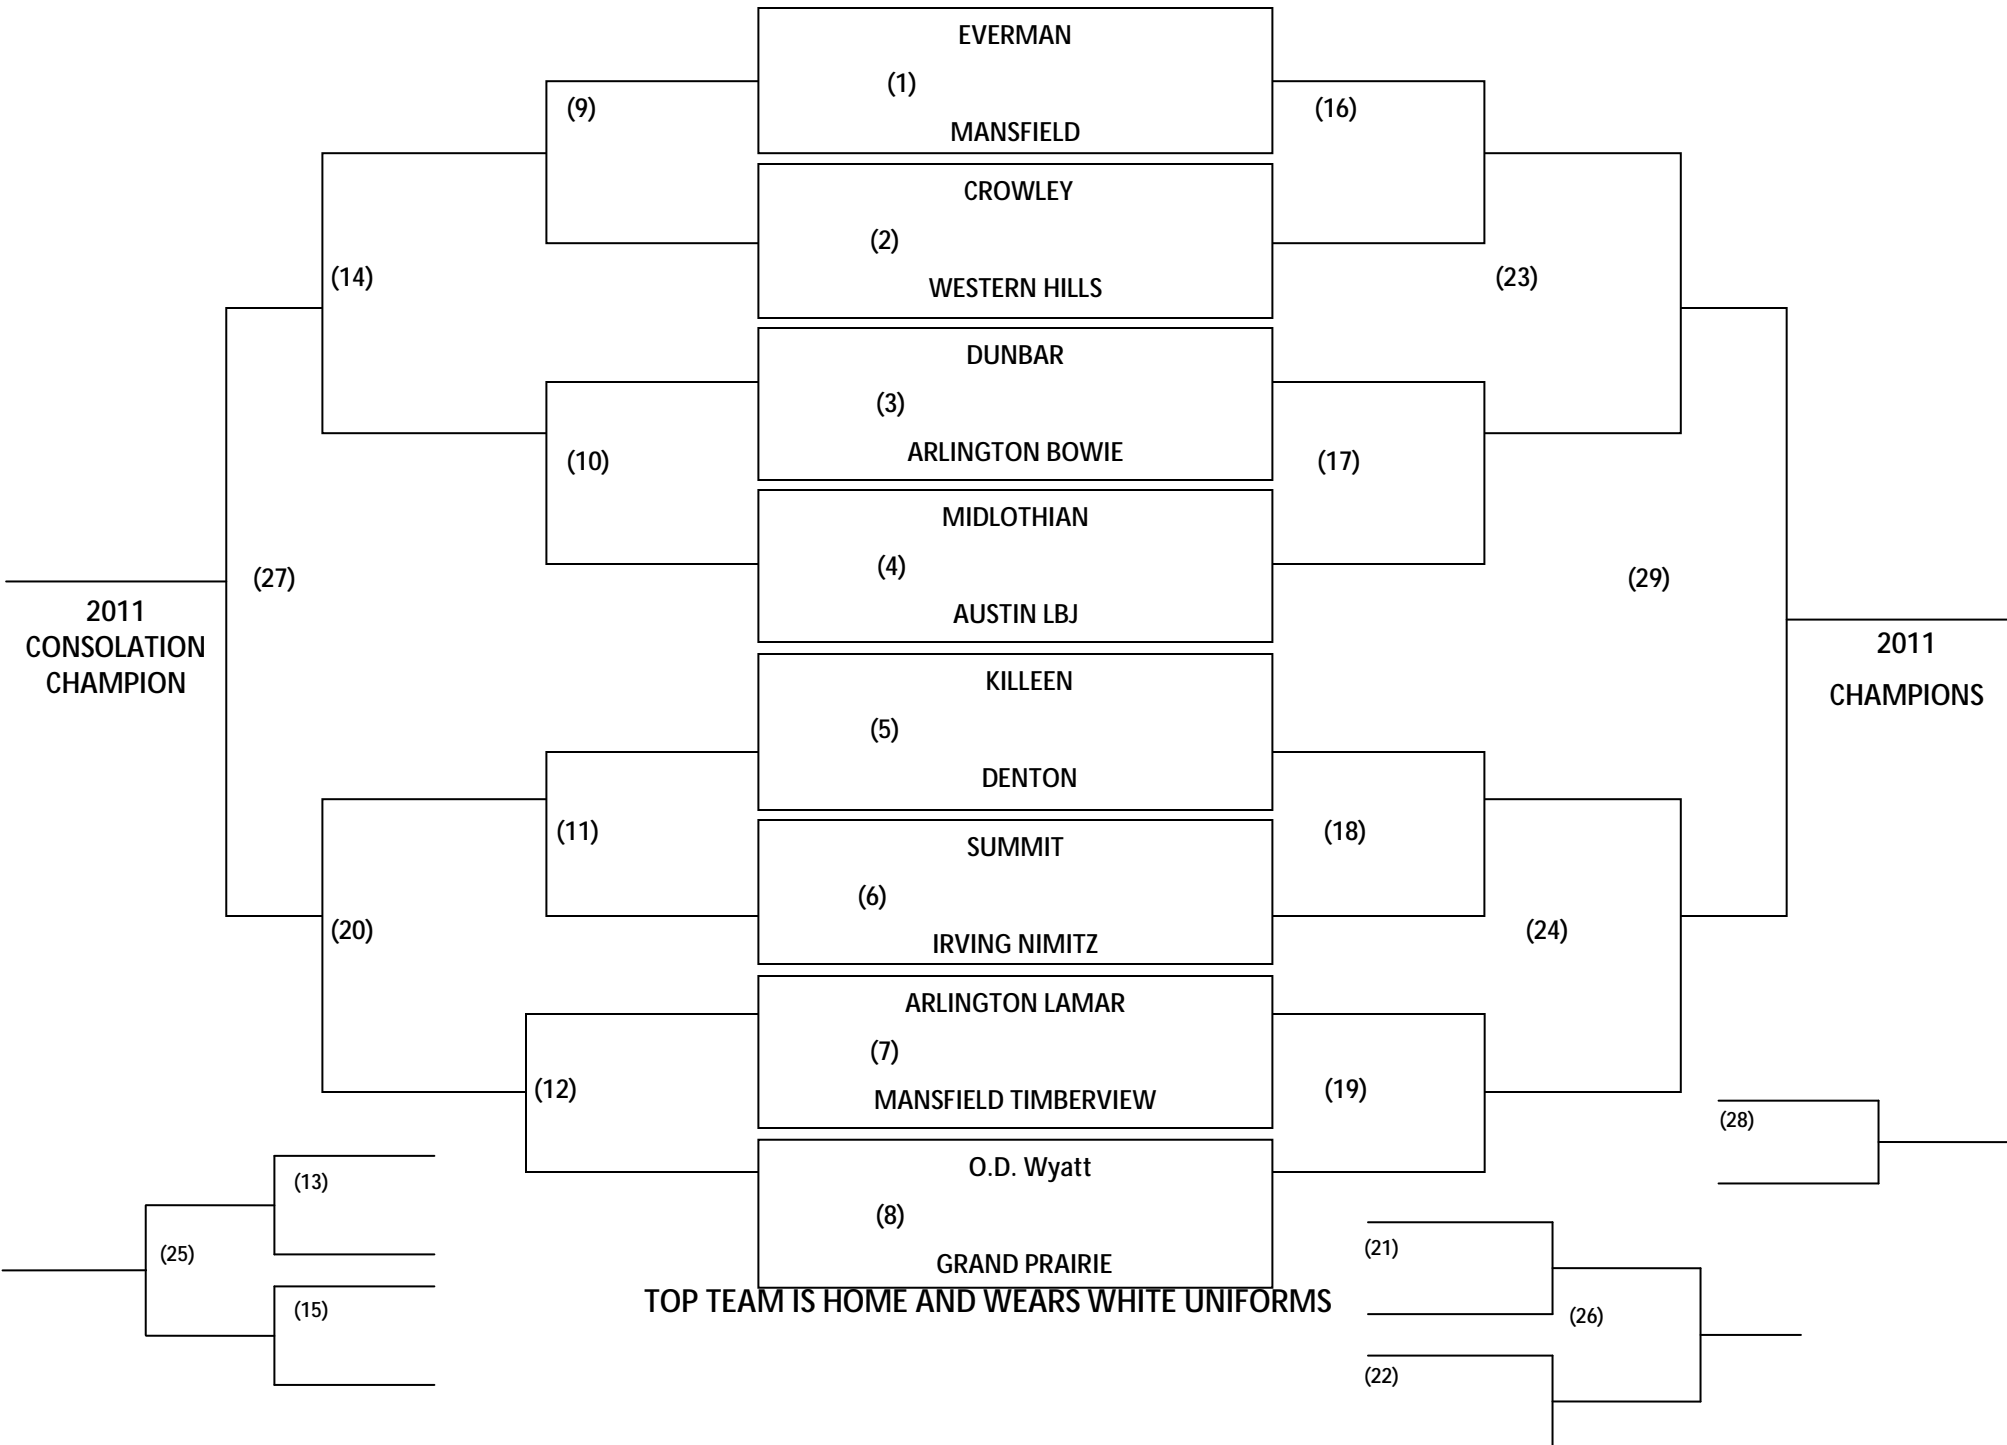 EVERMAN
(1)
MANSFIELD
(9)
(16)
CROWLEY
(2)
WESTERN HILLS
(14)
(23)
DUNBAR
(3)
ARLINGTON BOWIE
(10)
(17)
MIDLOTHIAN
(4)
AUSTIN LBJ
(27)
(29)
2011
CONSOLATION
CHAMPION
2011
CHAMPIONS
KILLEEN
(5)
DENTON
(11)
(18)
SUMMIT
(6)
IRVING NIMITZ
(20)
(24)
ARLINGTON LAMAR
(7)
MANSFIELD TIMBERVIEW
(12)
(19)
(28)
O.D. Wyatt
(8)
GRAND PRAIRIE
(13)
(25)
(15)
(21)
(26)
(22)
TOP TEAM IS HOME AND WEARS WHITE UNIFORMS